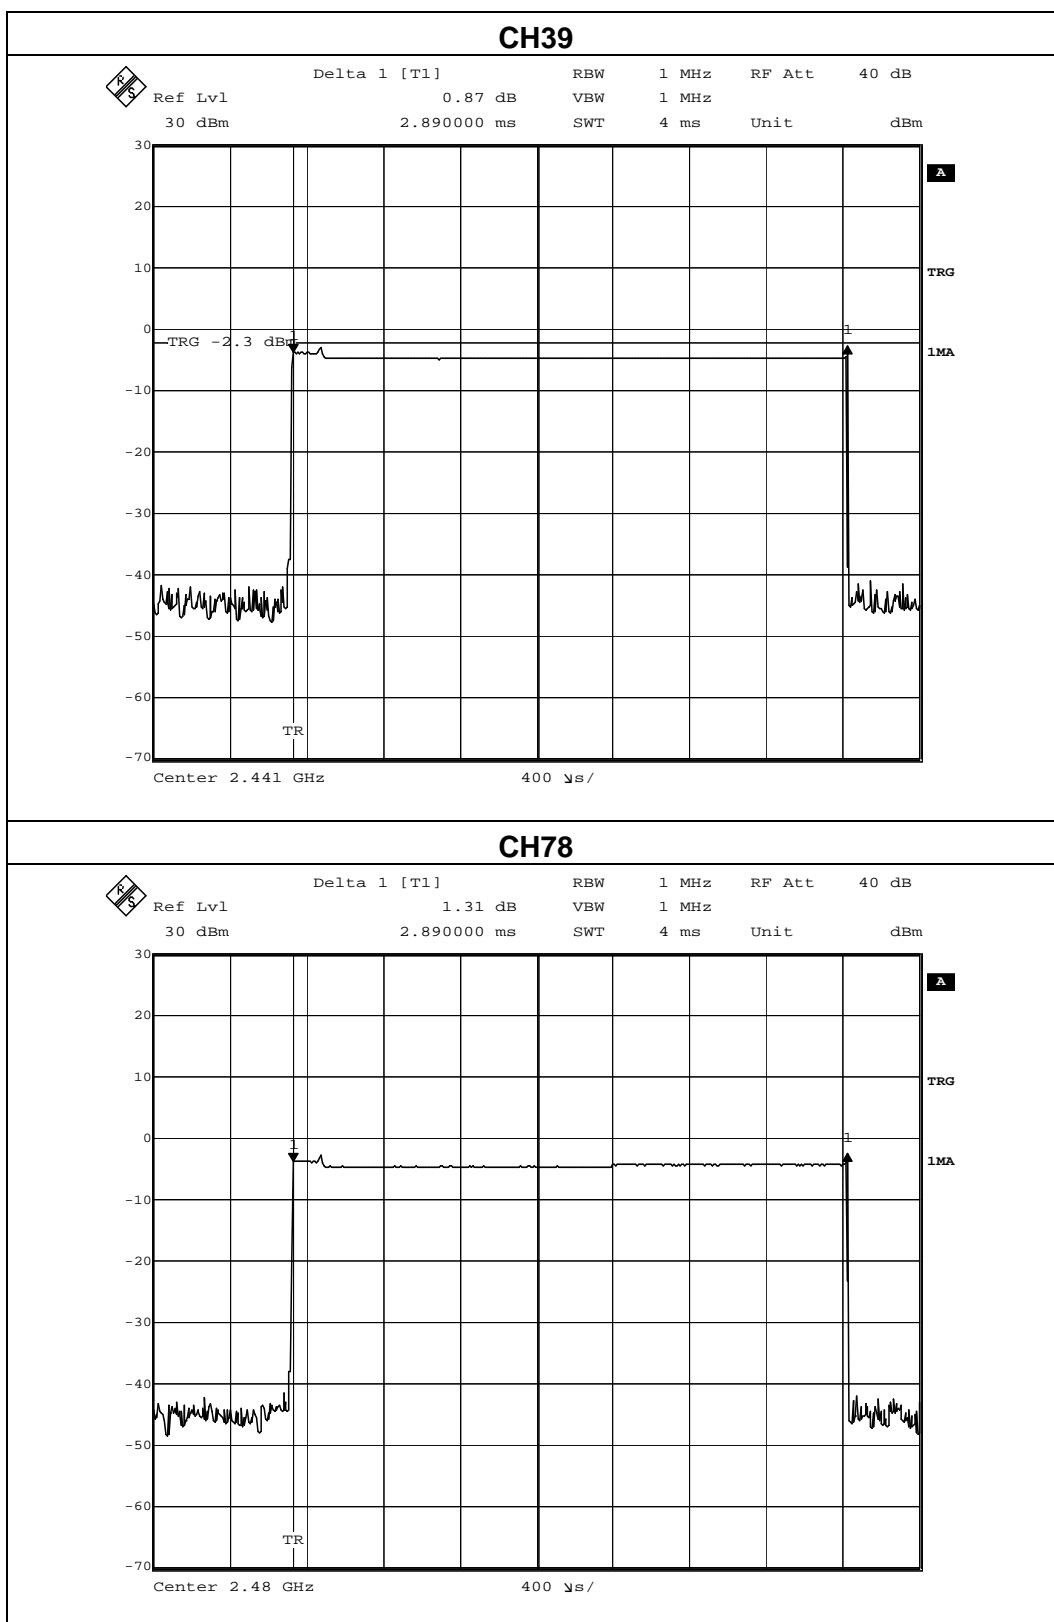 CH39
Delta 1 [T1] RBW 1 MHz RF Att 40 dB
R S
Ref Lvl 0.87 dB VBW 1 MHz
30 dBm 2.890000 ms SWT 4 ms Unit dBm
30
A
20
10
TRG
0
1 1
TRG -2.3 dBm
1MA
-10
-20
-30
-40
-50
-60
TR
-70
Center 2.441 GHz 400 µs/
CH78
Delta 1 [T1] RBW 1 MHz RF Att 40 dB
R S
Ref Lvl 1.31 dB VBW 1 MHz
30 dBm 2.890000 ms SWT 4 ms Unit dBm
30
A
20
10
TRG
0
1 1
1MA
-10
-20
-30
-40
-50
-60
TR
-70
Center 2.48 GHz 400 µs/